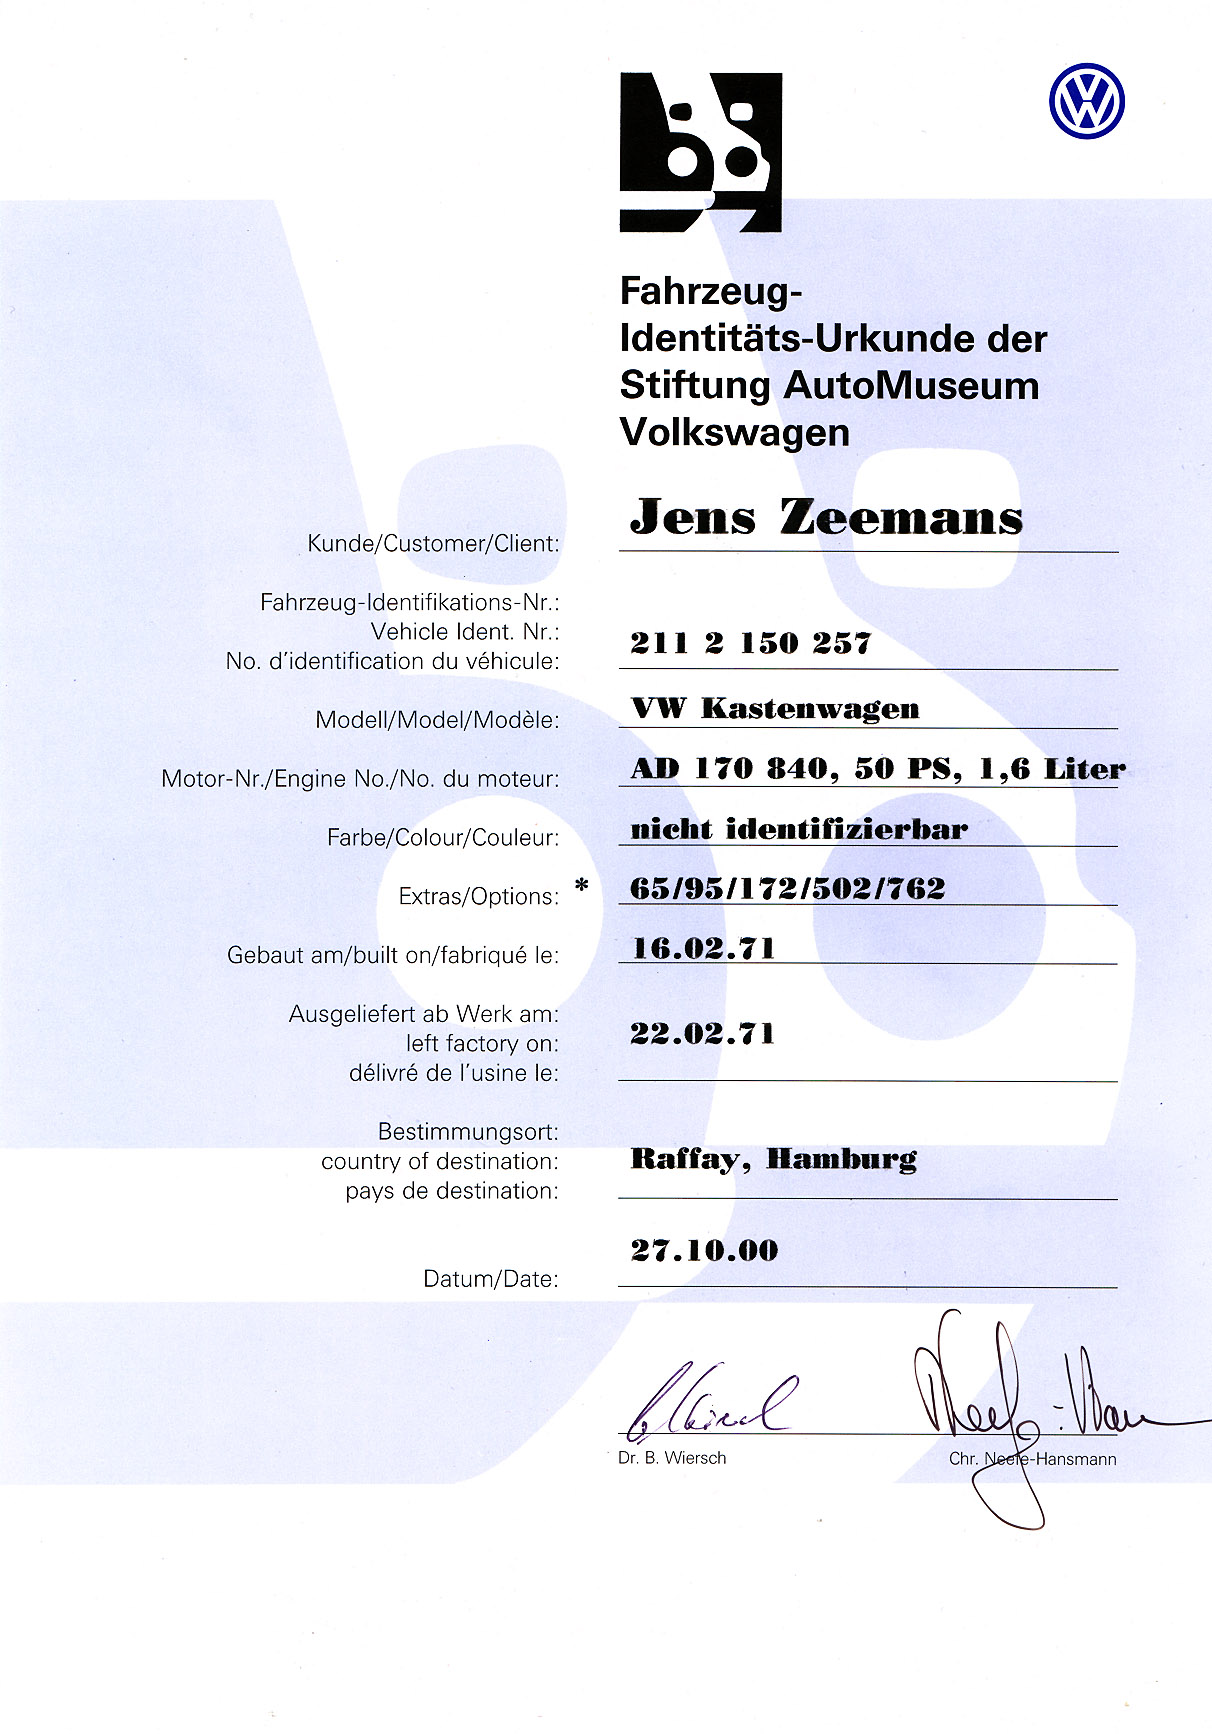 Fahrzeug-
Identitäts-Urkunde der
Stiftung AutoMuseum
Volkswagen
Kunde/Customer/Client: Jens Zeemans
Fahrzeug-Identifikations-Nr.:
Vehicle Ident. Nr.:
No. d'identification du véhicule: 211 2 150 257
Modell/Model/Modèle: VW Kastenwagen
Motor-Nr./Engine No./No. du moteur: AD 170 840, 50 PS, 1,6 Liter
Farbe/Colour/Couleur: nicht identifizierbar
Extras/Options: * 65/95/172/502/762
Gebaut am/built on/fabriqué le: 16.02.71
Ausgeliefert ab Werk am:
left factory on: 22.02.71
délivré de l'usine le:
Bestimmungsort:
country of destination: Raffay, Hamburg
pays de destination:
27.10.00
Datum/Date:
Dr. B. Wiersch
Chr. Neefe-Hansmann